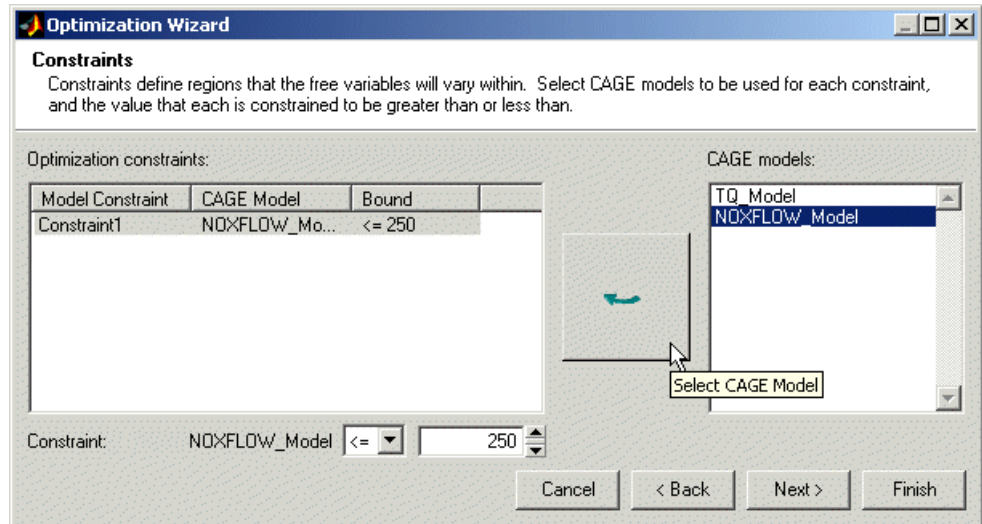 Optimization Wizard
Constraints
Constraints define regions that the free variables will vary within. Select CAGE models to be used for each constraint,
and the value that each is constrained to be greater than or less than.
Optimization constraints:
CAGE models:
Model Constraint CAGE Model Bound
Constraint1 NOXFLOW_Mo... <= 250
TQ_Model
NOXFLOW_Model
Select CAGE Model
Constraint: NOXFLOW_Model <= 250
Cancel < Back Next > Finish